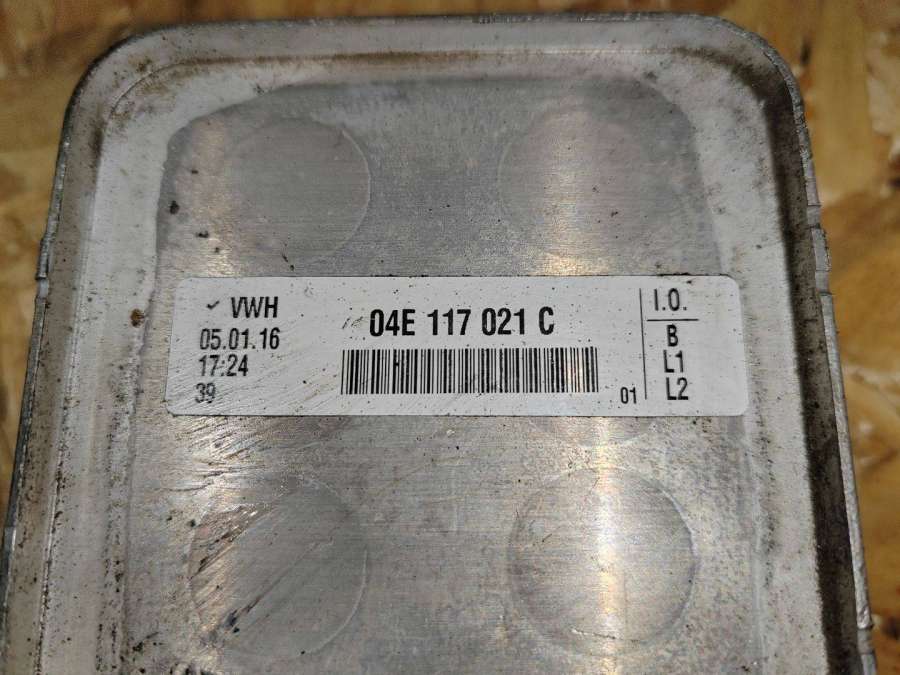 ✓ VWH
05.01.16
17:24
39
04E 117 021 C
01
I.O.
B
L1
L2